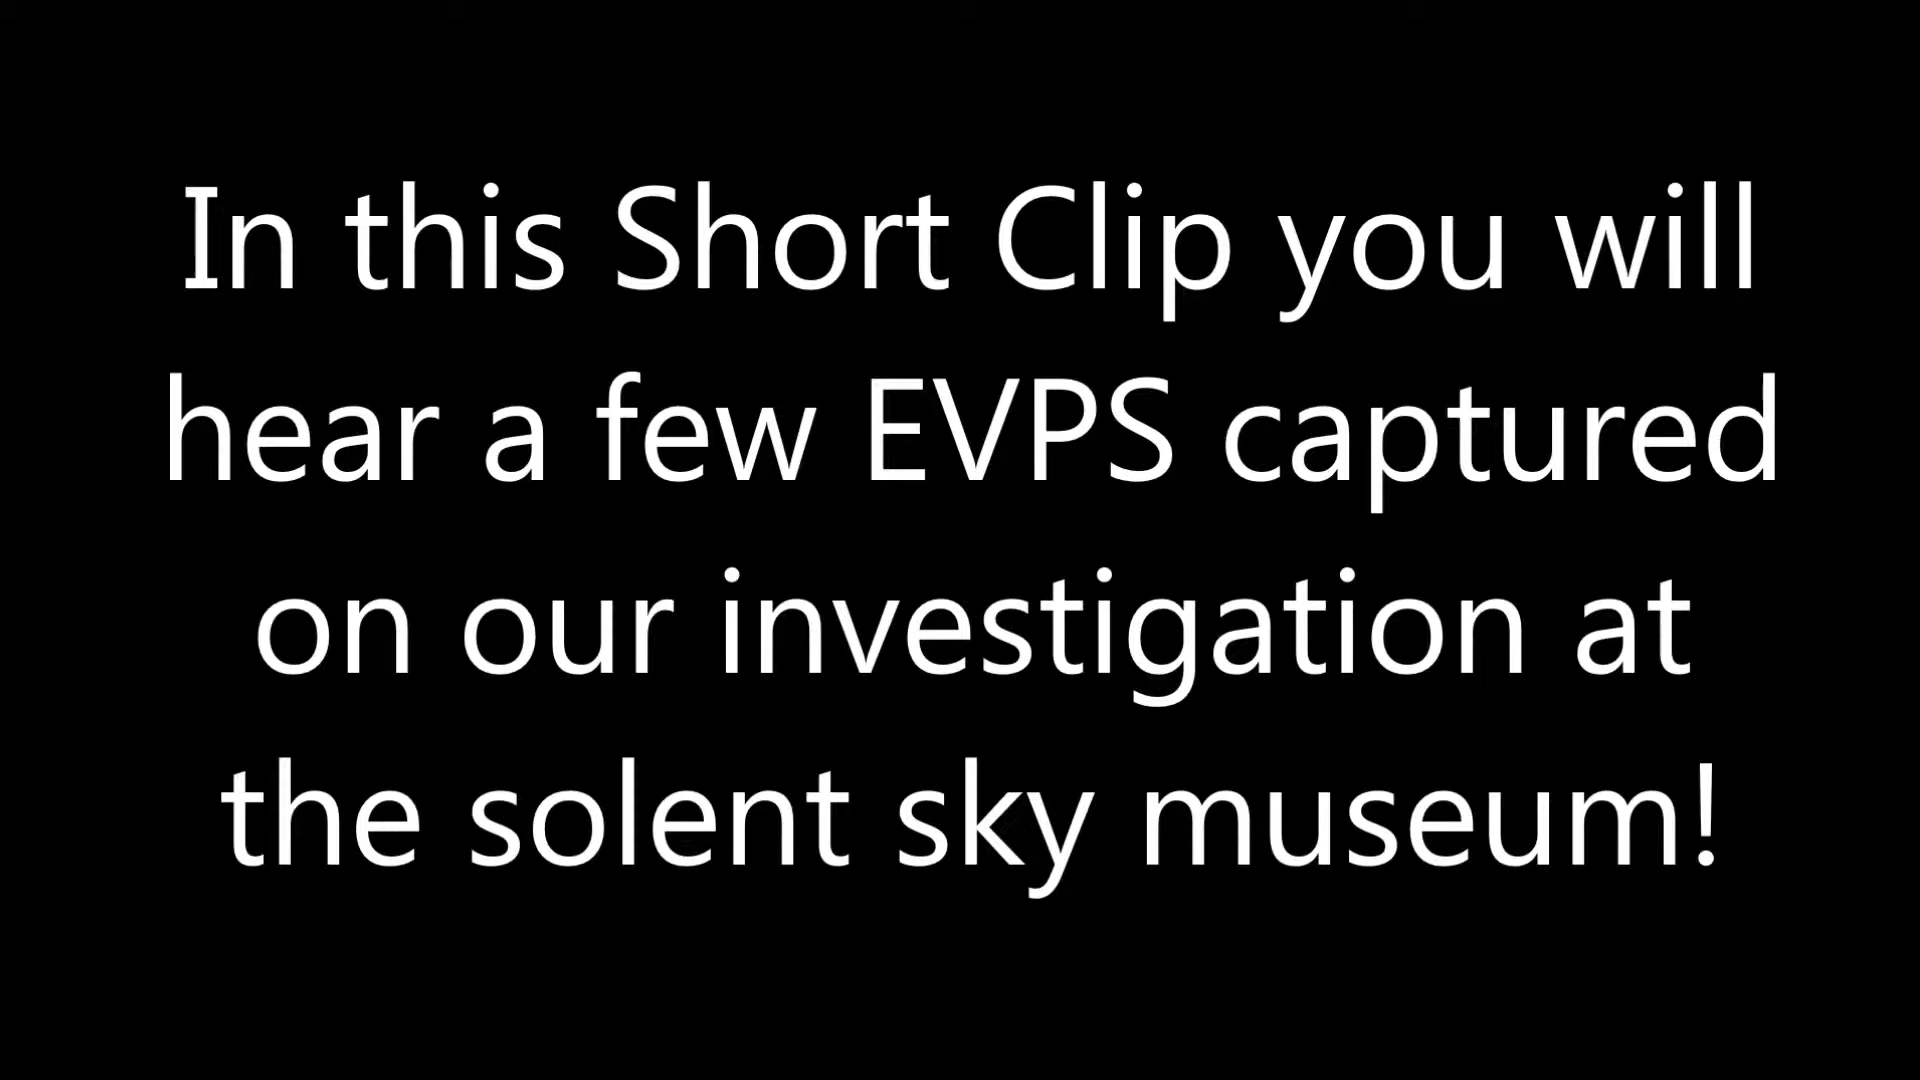 In this Short Clip you will
hear a few EVPS captured
on our investigation at
the solent sky museum!